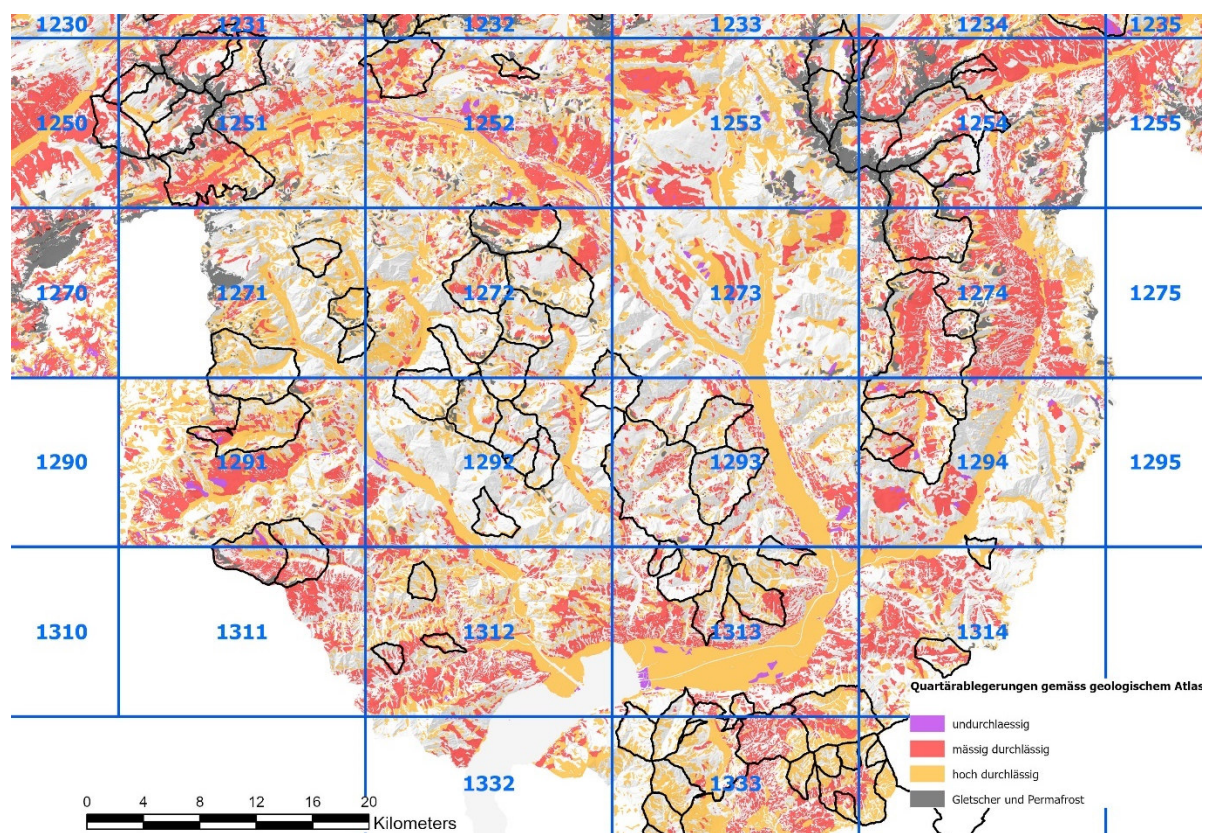 1230 1231 1232 1233 1234 1235
1250 1251 1252 1253 1254 1255
1270 1271 1272 1273 1274 1275
1290 1291 1292 1293 1294 1295
1310 1311 1312 1313 1314
Quartärablegerungen gemäss geologischem Atlas
undurchlaessig
mässig durchlässig
hoch durchlässig
Gletscher und Permafrost
1332 1333
0 4 8 12 16 20
Kilometers